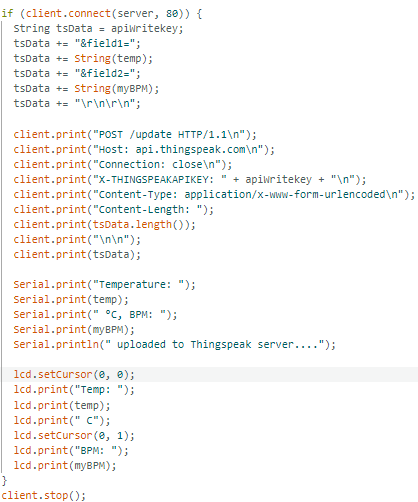 if (client.connect(server, 80)) {
  String tsData = apiWritekey;
  tsData += "&field1=";
  tsData += String(temp);
  tsData += "&field2=";
  tsData += String(myBPM);
  tsData += "\r\n\r\n";

  client.print("POST /update HTTP/1.1\n");
  client.print("Host: api.thingspeak.com\n");
  client.print("Connection: close\n");
  client.print("X-THINGSPEAKAPIKEY: " + apiWritekey + "\n");
  client.print("Content-Type: application/x-www-form-urlencoded\n");
  client.print("Content-Length: ");
  client.print(tsData.length());
  client.print("\n\n");
  client.print(tsData);

  Serial.print("Temperature: ");
  Serial.print(temp);
  Serial.print(" °C, BPM: ");
  Serial.print(myBPM);
  Serial.println(" uploaded to Thingspeak server....");

  lcd.setCursor(0, 0);
  lcd.print("Temp: ");
  lcd.print(temp);
  lcd.print(" C");
  lcd.setCursor(0, 1);
  lcd.print("BPM: ");
  lcd.print(myBPM);
}
client.stop();